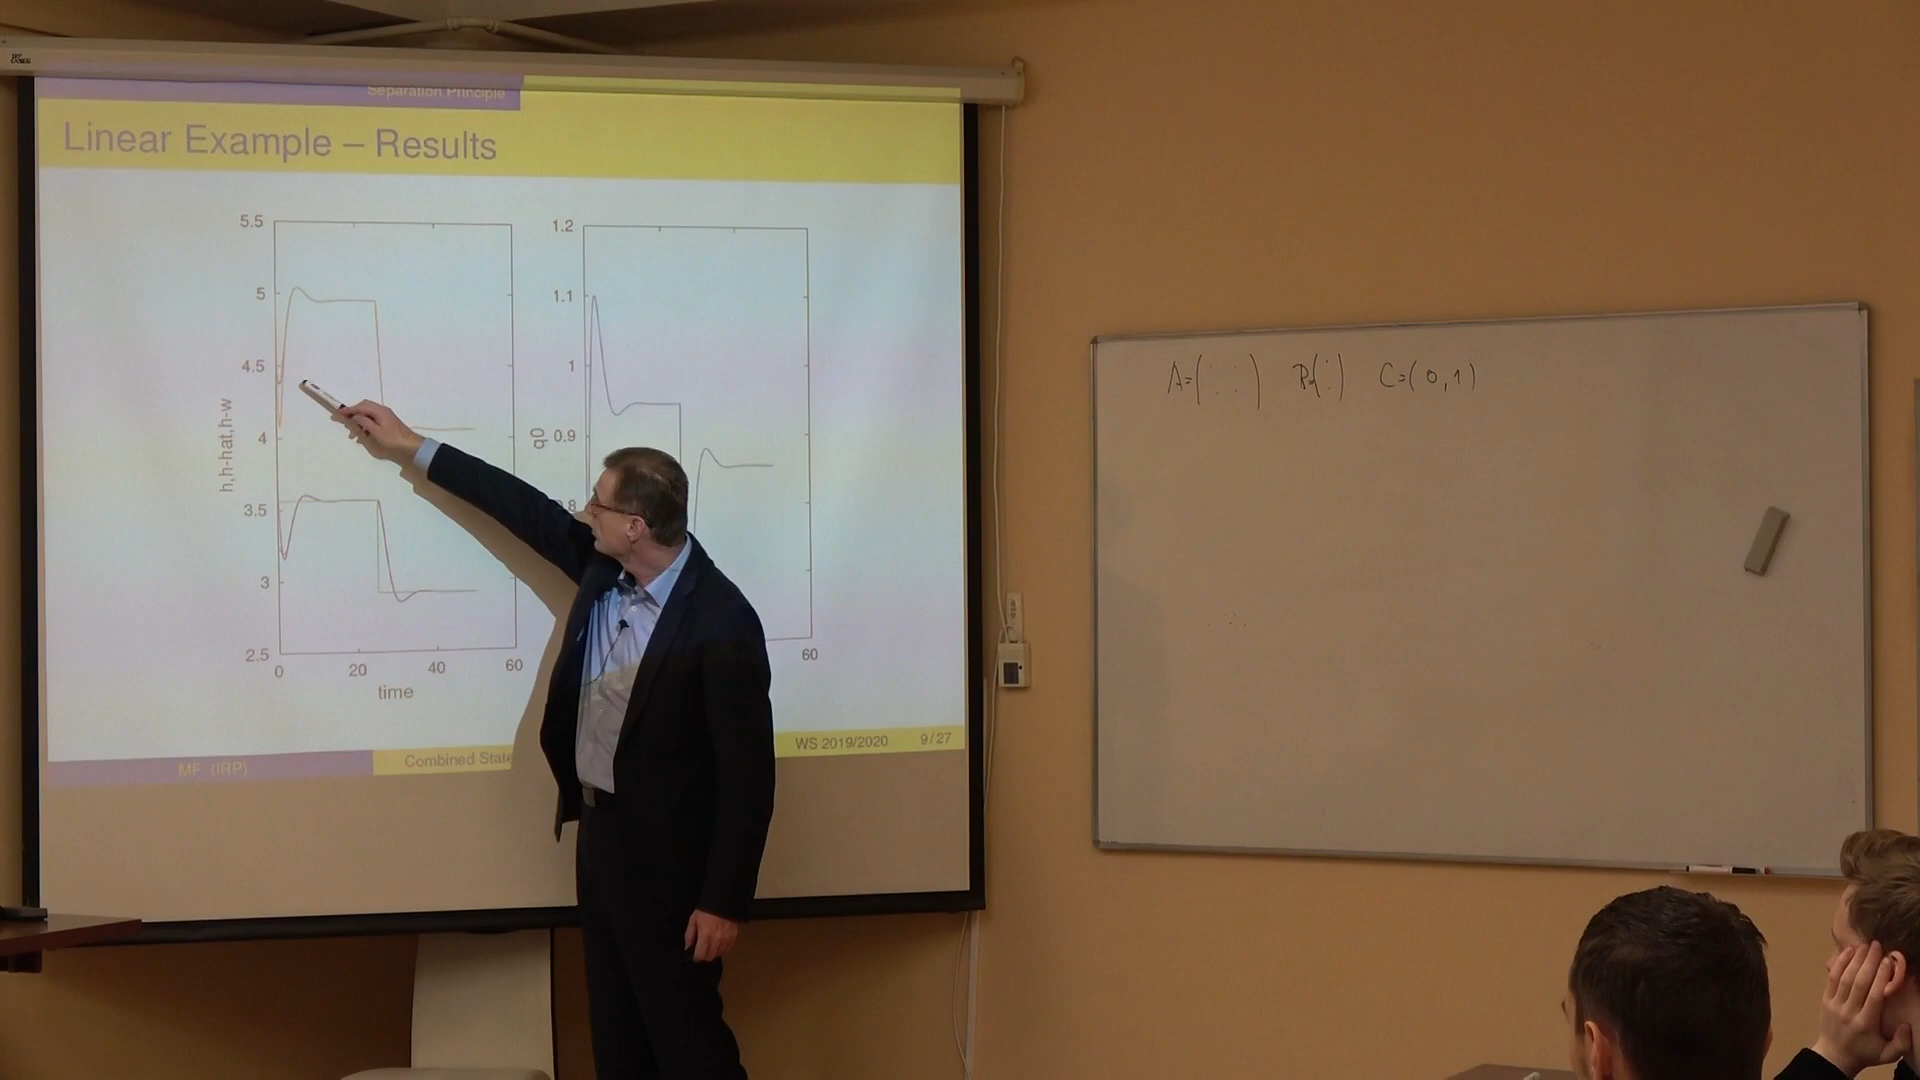 Separation Principle
Linear Example – Results
5.5
5
4.5
4
3.5
3
2.5
h,h-hat,h-w
0 20 40 60
time
1.2
1.1
1
0.9
q0
60
MF (IRP)
Combined State
WS 2019/2020 9/27
A=( ) B=( ) C=(0,1)